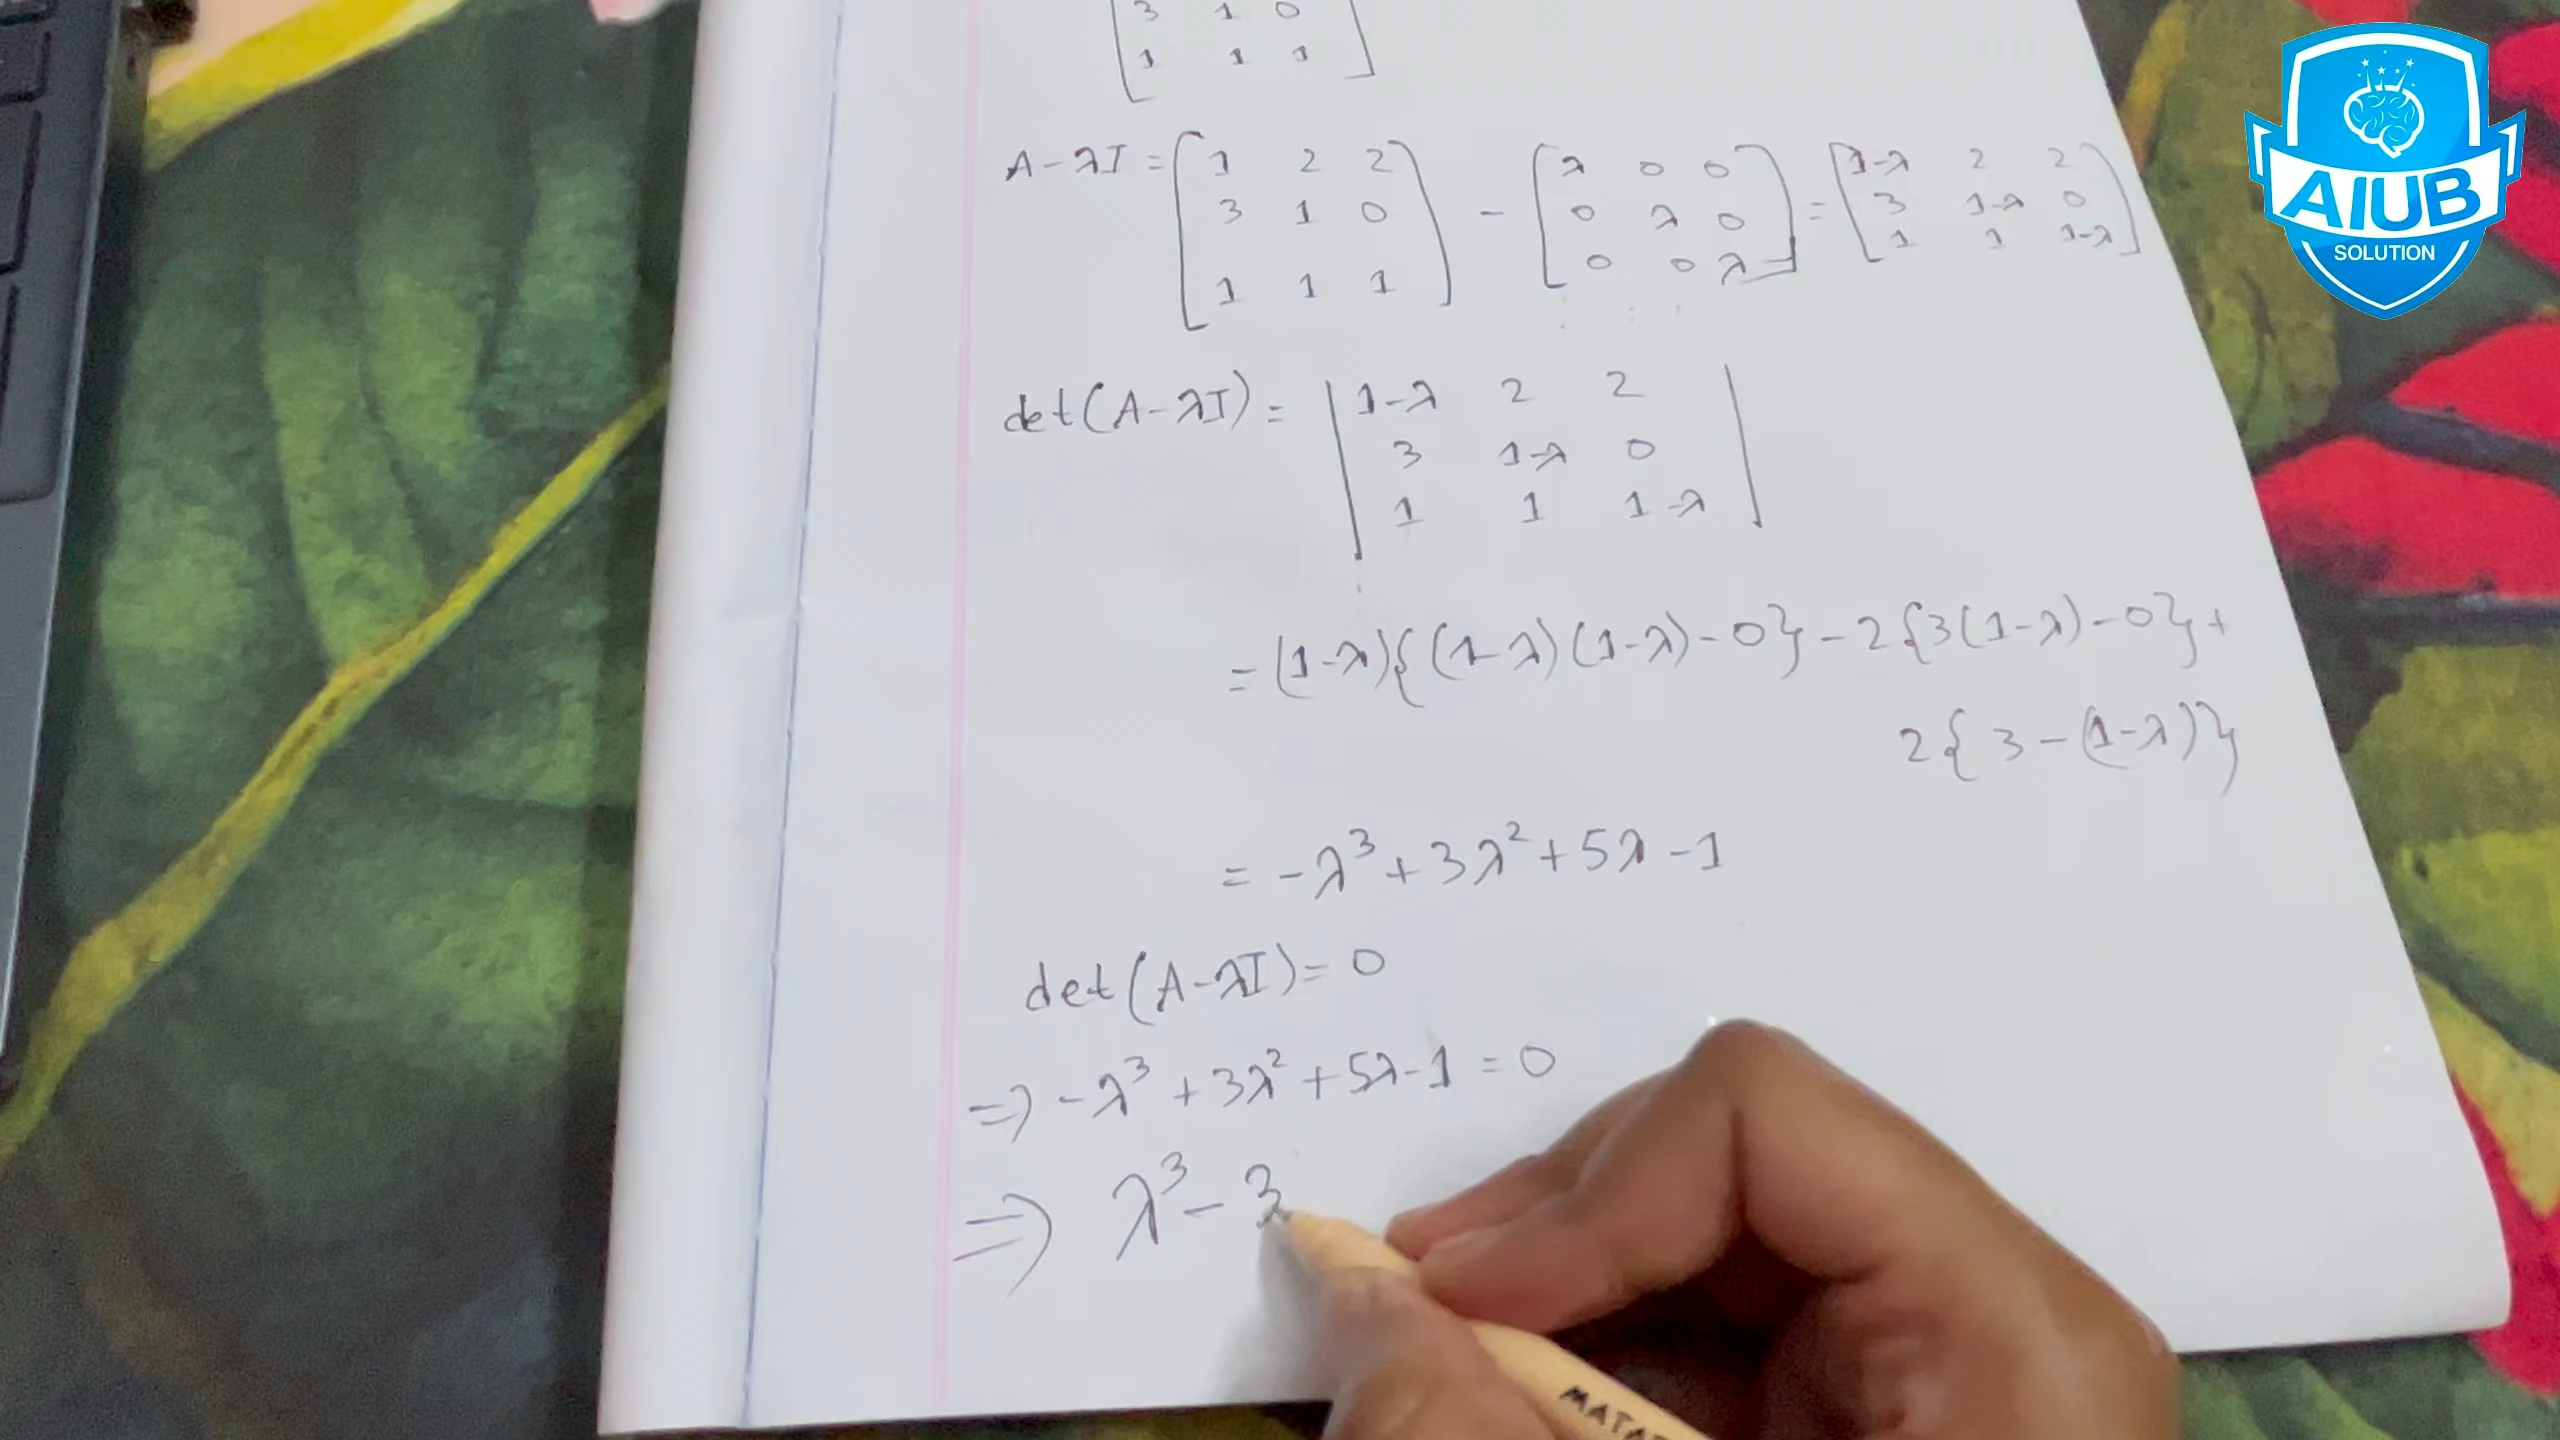 3 1 0
1 1 1
A-λI = [1 2 2] - [λ 0 0] = [1-λ 2 2]
3 1 0 0 λ 0 3 1-λ 0
1 1 1 0 0 λ 1 1 1-λ
det(A-λI) = |1-λ 2 2|
3 1-λ 0
1 1 1-λ
= (1-λ){(1-λ)(1-λ)-0} - 2{3(1-λ)-0} +
2{3-(1-λ)}
= -λ³+3λ²+5λ-1
det(A-λI) = 0
⇒ -λ³+3λ²+5λ-1 = 0
⇒ λ³-3
AIUB
SOLUTION